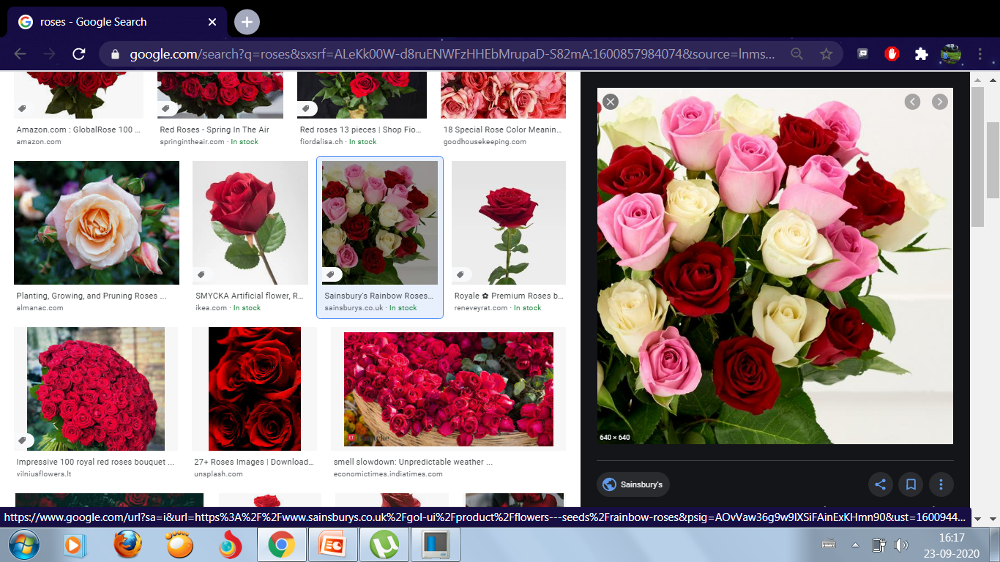 roses - Google Search
google.com/search?q=roses&sxsrf=ALeKk00W-d8ruENWFzHHEbMrupaD-S82mA:1600857984074&source=lnms...
Amazon.com : GlobalRose 100 ...
amazon.com
Red Roses - Spring In The Air
springintheair.com · In stock
Red roses 13 pieces | Shop Fio...
fiordalisa.ch · In stock
18 Special Rose Color Meanin...
goodhousekeeping.com
Planting, Growing, and Pruning Roses ...
almanac.com
SMYCKA Artificial flower, R...
ikea.com · In stock
Sainsbury's Rainbow Roses...
sainsburys.co.uk · In stock
Royale ✿ Premium Roses b...
reneveyrat.com · In stock
Impressive 100 royal red roses bouquet ...
vilniusflowers.lt
27+ Roses Images | Download...
unsplash.com
smell slowdown: Unpredictable weather ...
economictimes.indiatimes.com
640 × 640
Sainsbury's
https://www.google.com/url?sa=i&url=https%3A%2F%2Fwww.sainsburys.co.uk%2Fgol-ui%2Fproduct%2Fflowers---seeds%2Frainbow-roses&psig=AOvVaw36g9w9lXSiFAinExKHmn90&ust=1600944...
16:17
23-09-2020